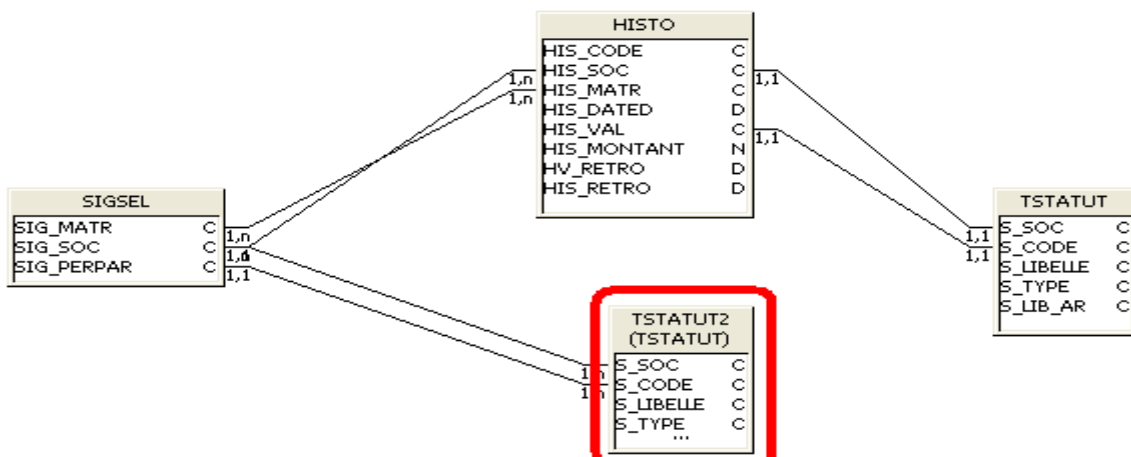 HISTO
HIS_CODE C
HIS_SOC C
HIS_MATR C
HIS_DATED D
HIS_VAL C
HIS_MONTANT N
HV_RETRO D
HIS_RETRO D
1,n
1,n
1,1
1,1
SIGSEL
SIG_MATR C
SIG_SOC C
SIG_PERPAR C
1,n
1,1
TSTATUT
S_SOC C
S_CODE C
S_LIBELLE C
S_TYPE C
S_LIB_AR C
1,1
1,1
TSTATUT2
(TSTATUT)
S_SOC C
S_CODE C
S_LIBELLE C
S_TYPE C
...